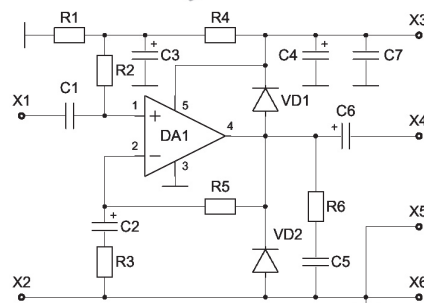 R1
R4
X3
C3
C4
C7
R2
X1
C1
5
VD1
C6
1
DA1
4
X4
2
3
R5
R6
X5
C2
VD2
R3
C5
X2
X6
+
+
+
−
+
+